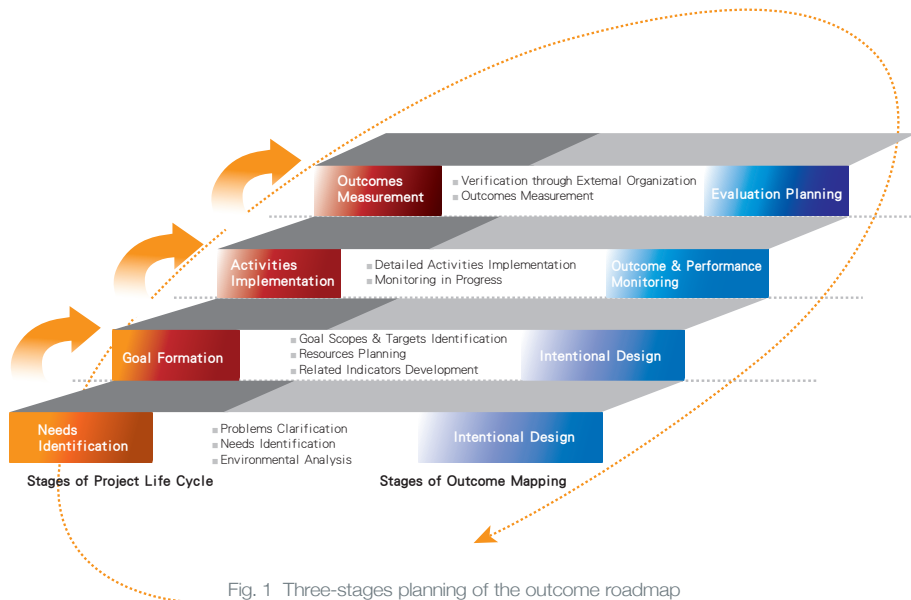 Outcomes
Measurement
■ Verification through External Organization
■ Outcomes Measurement
Evaluation Planning
Activities
Implementation
■ Detailed Activities Implementation
■ Monitoring in Progress
Outcome & Performance
Monitoring
Goal Formation
■ Goal Scopes & Targets Identification
■ Resources Planning
■ Related Indicators Development
Intentional Design
Needs
Identification
■ Problems Clarification
■ Needs Identification
■ Environmental Analysis
Intentional Design
Stages of Project Life Cycle
Stages of Outcome Mapping
Fig. 1 Three-stages planning of the outcome roadmap